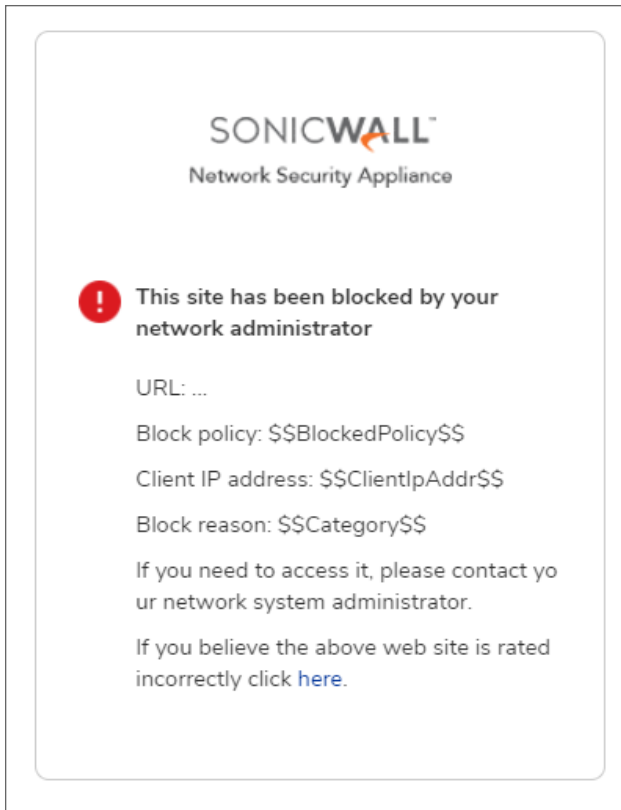 SONICWALL™
Network Security Appliance
This site has been blocked by your
network administrator
URL: ...
Block policy: $$BlockedPolicy$$
Client IP address: $$ClientIpAddr$$
Block reason: $$Category$$
If you need to access it, please contact yo
ur network system administrator.
If you believe the above web site is rated
incorrectly click here.